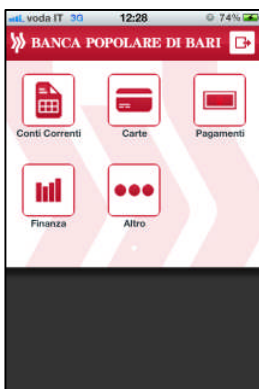 voda IT 3G 12:28 74%
BANCA POPOLARE DI BARI
Conti Correnti Carte Pagamenti
Finanza Altro